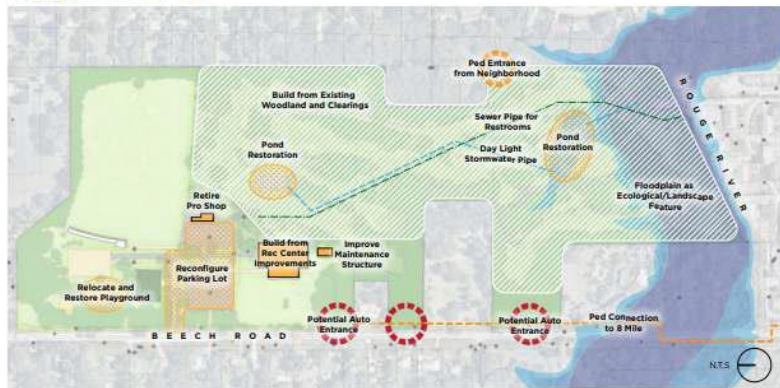 Ped Entrance
from Neighborhood
Build from Existing
Woodland and Clearings
Sewer Pipe for
Restrooms
Pond
Restoration
Day Light
Stormwater Pipe
Pond
Restoration
ROUGE RIVER
Floodplain as
Ecological/Landscape
Feature
Retire
Pro Shop
Build from
Rec Center
Improvements
Improve
Maintenance
Structure
Reconfigure
Parking Lot
Relocate and
Restore Playground
Potential Auto
Entrance
Potential Auto
Entrance
Ped Connection
to 8 Mile
BEECH ROAD
N.T.S